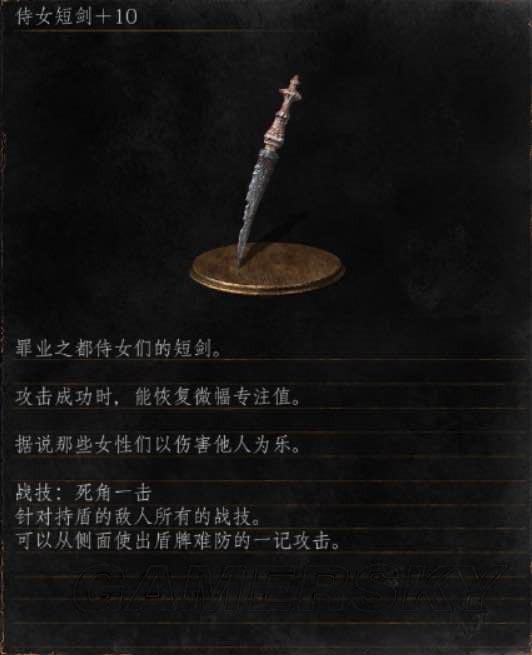 侍女短剑＋10
罪业之都侍女们的短剑。
攻击成功时，能恢复微幅专注值。
据说那些女性们以伤害他人为乐。
战技：死角一击
针对持盾的敌人所有的战技。
可以从侧面使出盾牌难防的一记攻击。
GAMERSKY